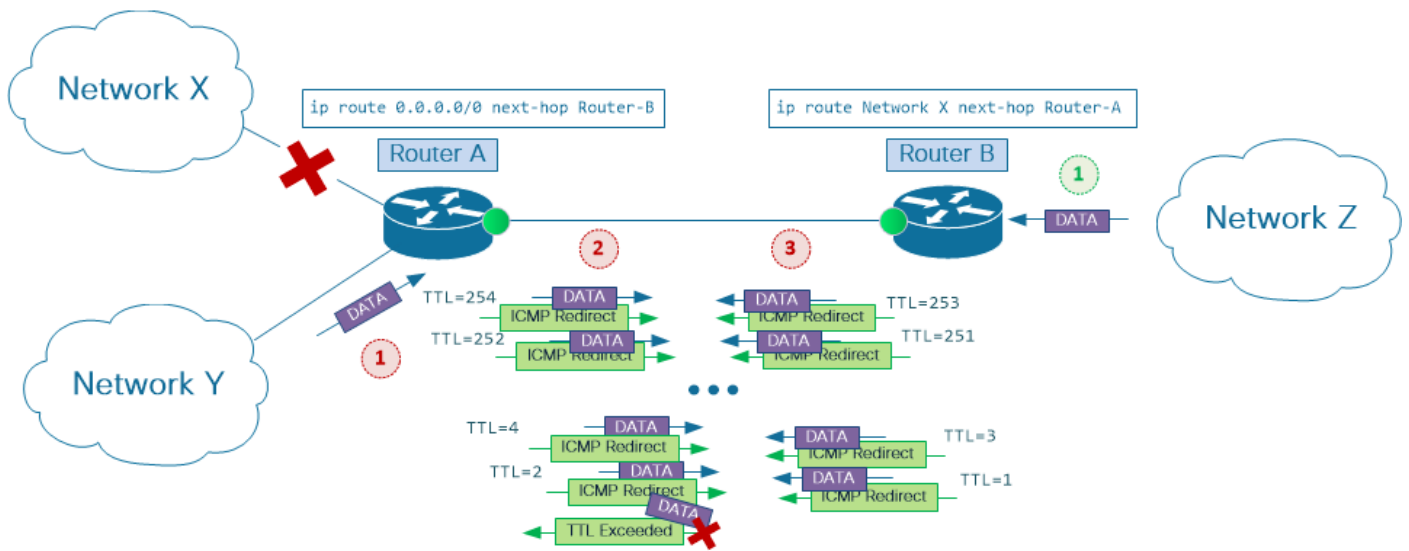 Network X
ip route 0.0.0.0/0 next-hop Router-B
ip route Network X next-hop Router-A
Router A
Router B
1
DATA
Network Z
2
3
DATA
1
Network Y
TTL=254
DATA
ICMP Redirect
TTL=252
DATA
ICMP Redirect
DATA
TTL=253
ICMP Redirect
DATA
TTL=251
ICMP Redirect
TTL=4
DATA
ICMP Redirect
TTL=2
DATA
ICMP Redirect
DATA
TTL Exceeded
DATA
TTL=3
ICMP Redirect
DATA
TTL=1
ICMP Redirect